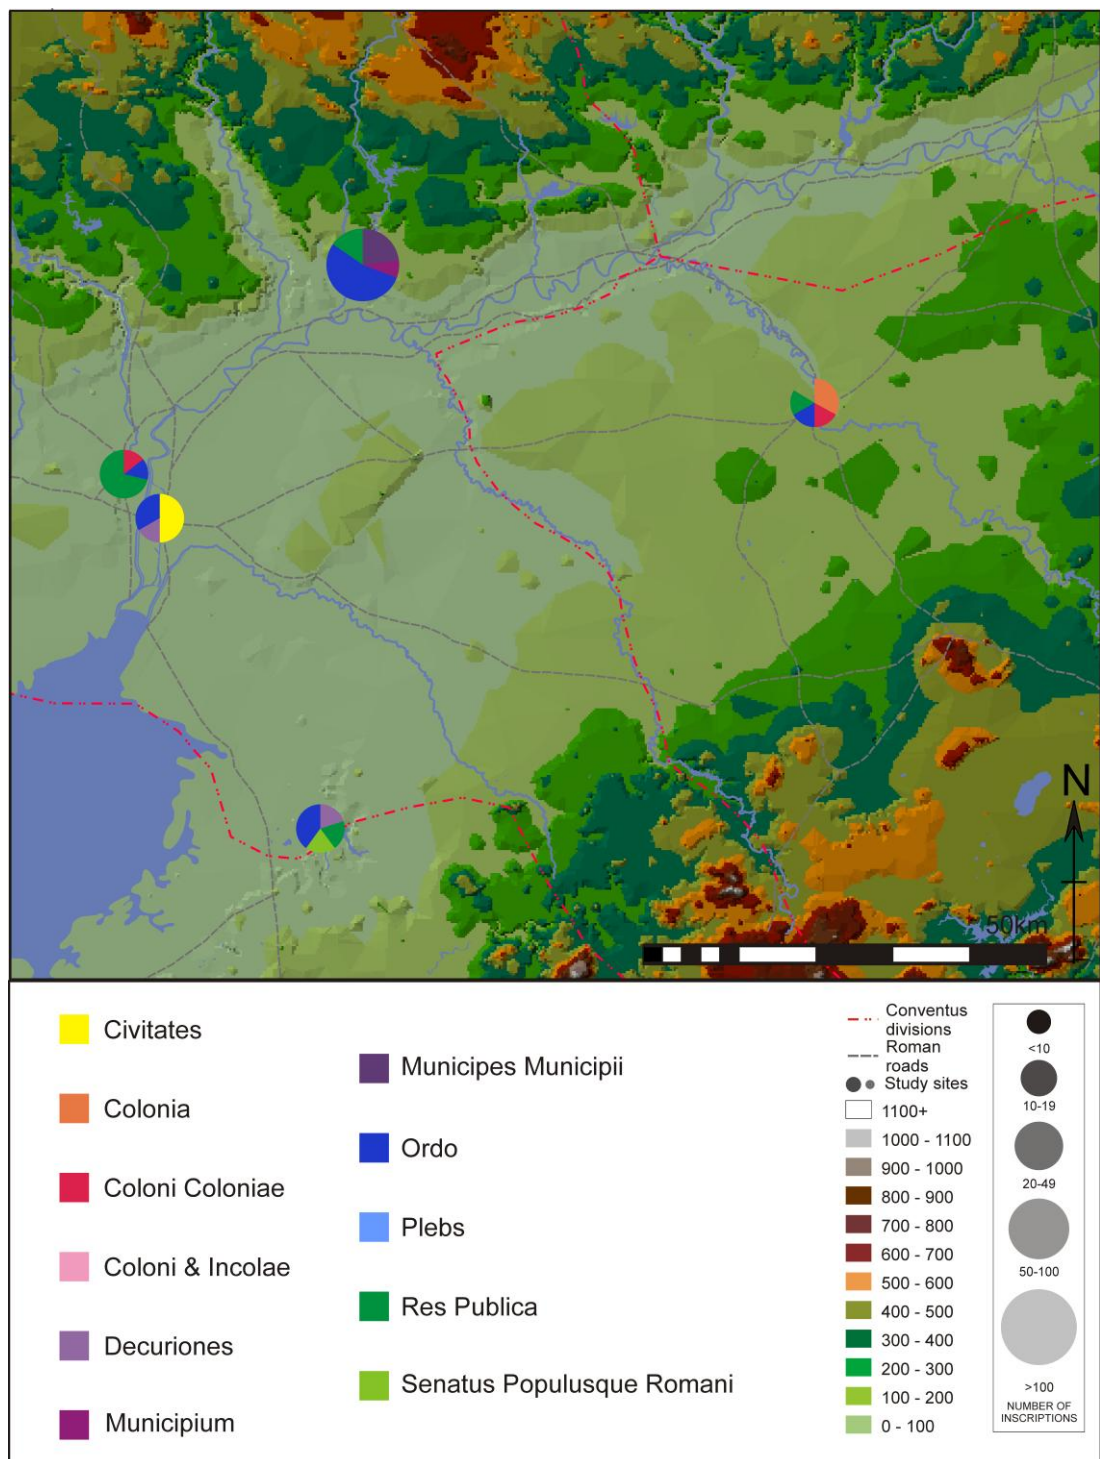 N
50km
Civitates
Colonia
Coloni Coloniae
Coloni & Incolae
Decuriones
Municipium
Municipes Municipii
Ordo
Plebs
Res Publica
Senatus Populusque Romani
Conventus
divisions
Roman
roads
Study sites
1100+
1000 - 1100
900 - 1000
800 - 900
700 - 800
600 - 700
500 - 600
400 - 500
300 - 400
200 - 300
100 - 200
0 - 100
<10
10-19
20-49
50-100
>100
NUMBER OF
INSCRIPTIONS